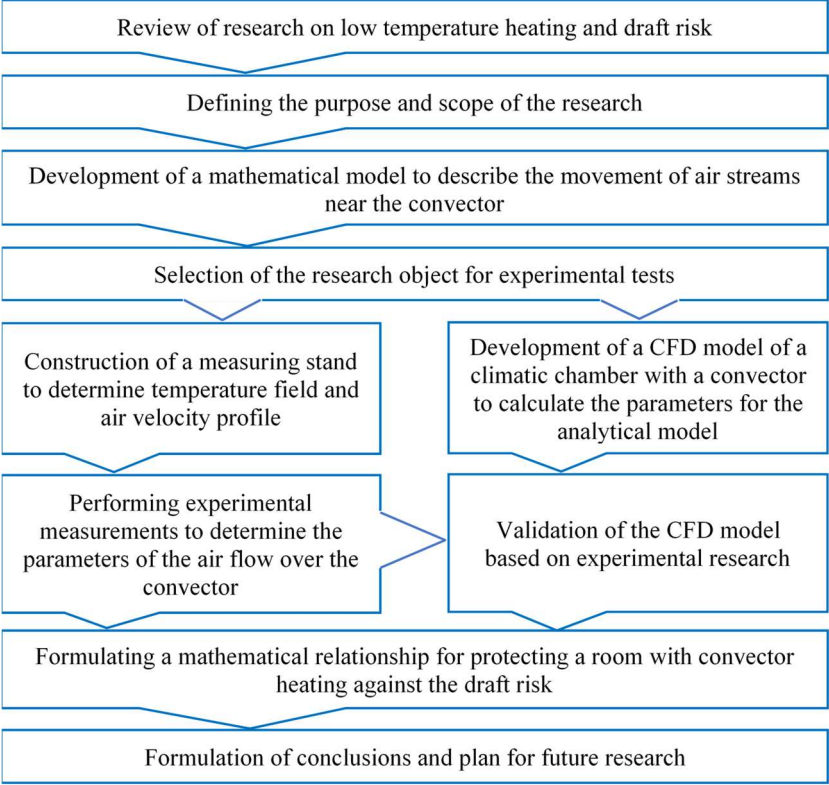 Review of research on low temperature heating and draft risk
Defining the purpose and scope of the research
Development of a mathematical model to describe the movement of air streams
near the convector
Selection of the research object for experimental tests
Construction of a measuring stand
to determine temperature field and
air velocity profile
Development of a CFD model of a
climatic chamber with a convector
to calculate the parameters for the
analytical model
Performing experimental
measurements to determine the
parameters of the air flow over the
convector
Validation of the CFD model
based on experimental research
Formulating a mathematical relationship for protecting a room with convector
heating against the draft risk
Formulation of conclusions and plan for future research